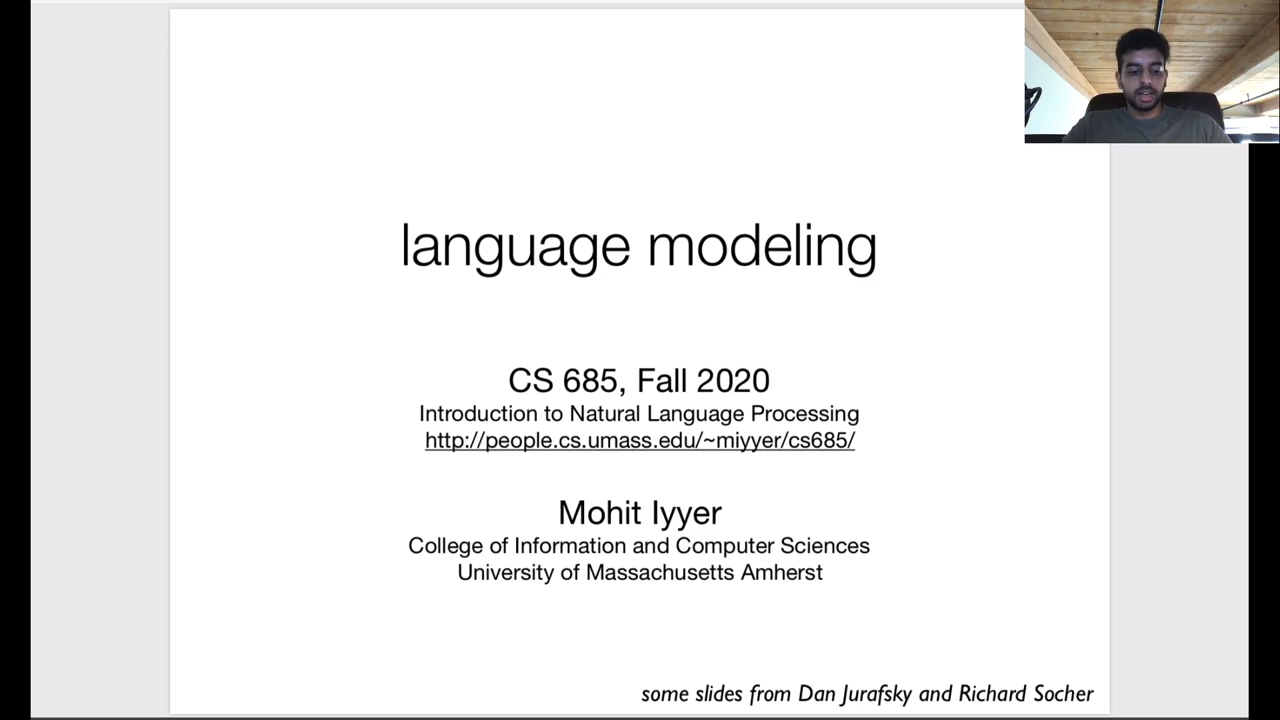 language modeling
CS 685, Fall 2020
Introduction to Natural Language Processing
http://people.cs.umass.edu/~miyyer/cs685/
Mohit Iyyer
College of Information and Computer Sciences
University of Massachusetts Amherst
some slides from Dan Jurafsky and Richard Socher